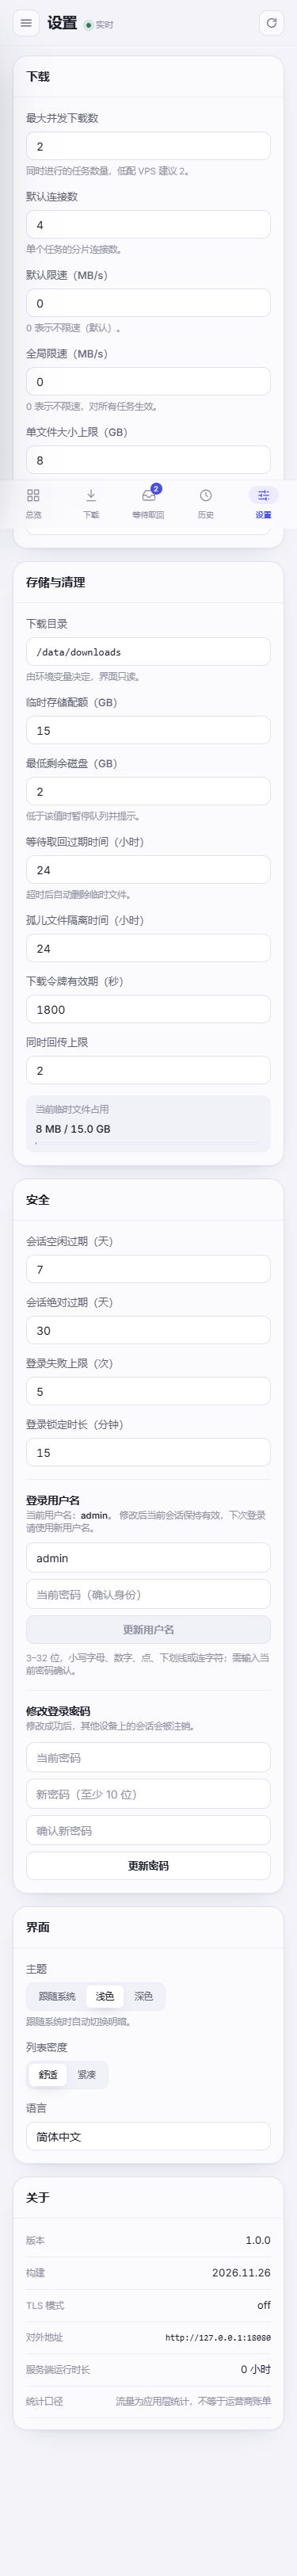 设置
实时
下载
最大并发下载数
2
同时进行的任务数量，低配 VPS 建议 2。
默认连接数
4
单个任务的分片连接数。
默认限速（MB/s）
0
0 表示不限速（默认）。
全局限速（MB/s）
0
0 表示不限速，对所有任务生效。
单文件大小上限（GB）
8
2
总览
下载
等待取回
历史
设置
存储与清理
下载目录
/data/downloads
由环境变量决定，界面只读。
临时存储配额（GB）
15
最低剩余磁盘（GB）
2
低于该值时暂停队列并提示。
等待取回过期时间（小时）
24
超时后自动删除临时文件。
孤儿文件隔离时间（小时）
24
下载令牌有效期（秒）
1800
同时回传上限
2
当前临时文件占用
8 MB / 15.0 GB
安全
会话空闲过期（天）
7
会话绝对过期（天）
30
登录失败上限（次）
5
登录锁定时长（分钟）
15
登录用户名
当前用户名：admin。 修改后当前会话保持有效，下次登录
请使用新用户名。
admin
当前密码（确认身份）
更新用户名
3–32 位，小写字母、数字、点、下划线或连字符；需输入当
前密码确认。
修改登录密码
修改成功后，其他设备上的会话会被注销。
当前密码
新密码（至少 10 位）
确认新密码
更新密码
界面
主题
跟随系统
浅色
深色
跟随系统时自动切换明暗。
列表密度
舒适
紧凑
语言
简体中文
关于
版本
1.0.0
构建
2026.11.26
TLS 模式
off
对外地址
http://127.0.0.1:18080
服务端运行时长
0 小时
统计口径
流量为应用层统计，不等于运营商账单